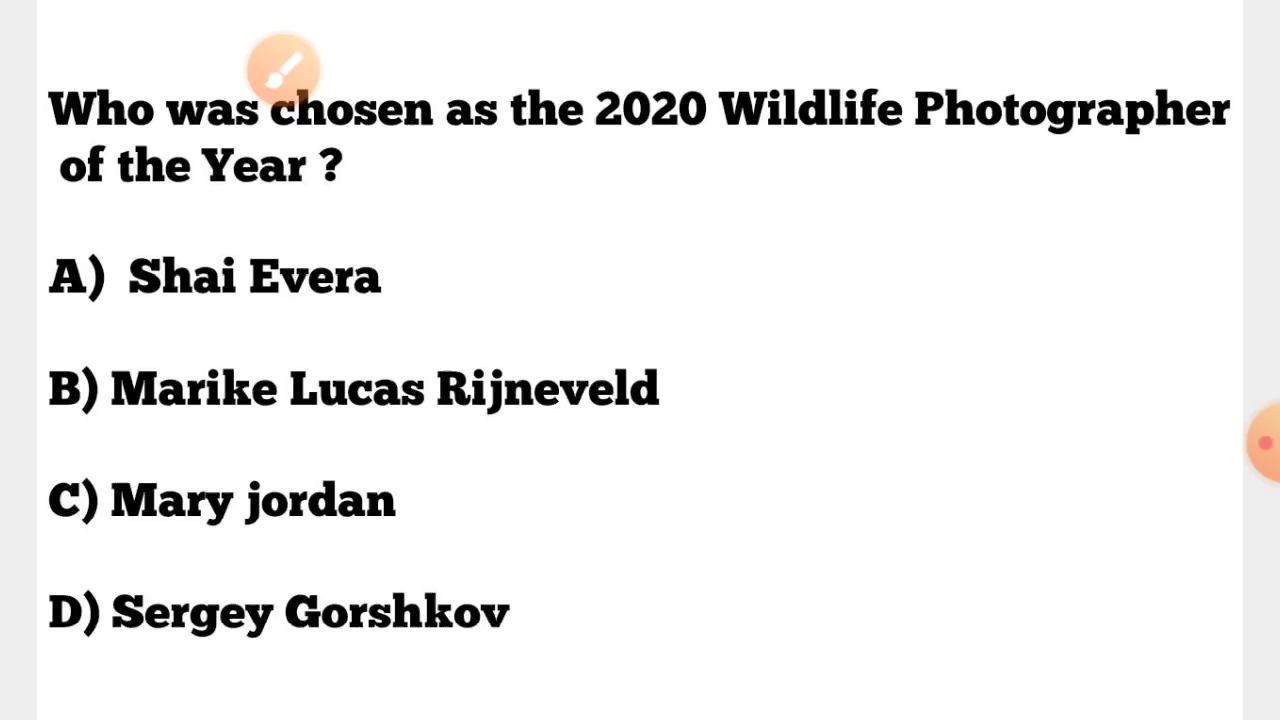 Who was chosen as the 2020 Wildlife Photographer
of the Year ?
A) Shai Evera
B) Marike Lucas Rijneveld
C) Mary jordan
D) Sergey Gorshkov